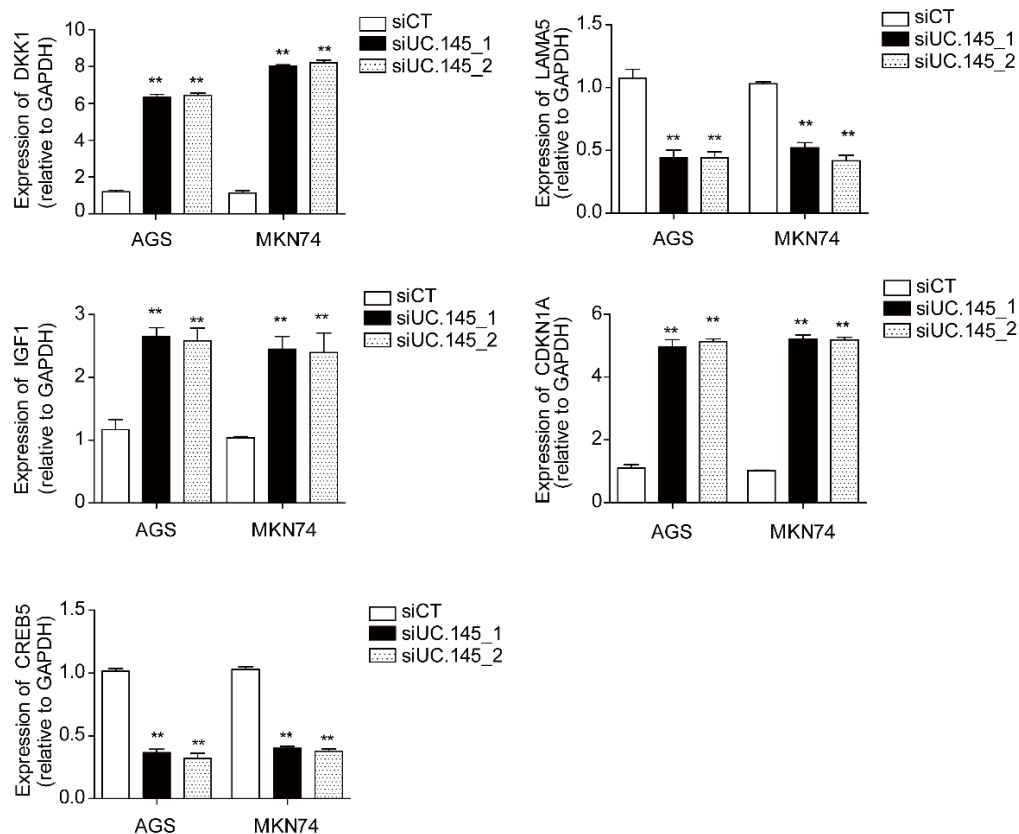 Expression of DKK1
(relative to GAPDH)
10
8
6
4
2
0
** ** ** **
AGS MKN74
siCT
siUC.145_1
siUC.145_2
Expression of LAMA5
(relative to GAPDH)
1.5
1.0
0.5
0.0
** ** ** **
AGS MKN74
siCT
siUC.145_1
siUC.145_2
Expression of IGF1
(relative to GAPDH)
3
2
1
0
** ** ** **
AGS MKN74
siCT
siUC.145_1
siUC.145_2
Expression of CDKN1A
(relative to GAPDH)
6
4
2
0
** ** ** **
AGS MKN74
siCT
siUC.145_1
siUC.145_2
Expression of CREB5
(relative to GAPDH)
1.5
1.0
0.5
0.0
** ** ** **
AGS MKN74
siCT
siUC.145_1
siUC.145_2